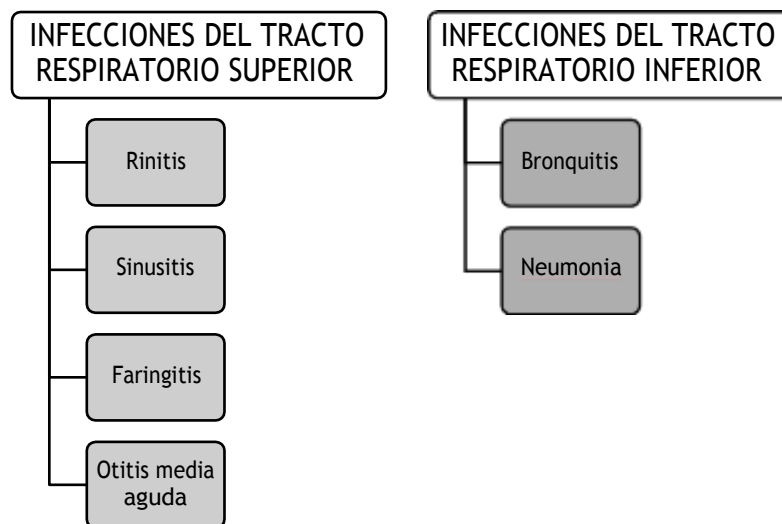 INFECCIONES DEL TRACTO
RESPIRATORIO SUPERIOR
Rinitis
Sinusitis
Faringitis
Otitis media
aguda
INFECCIONES DEL TRACTO
RESPIRATORIO INFERIOR
Bronquitis
Neumonia